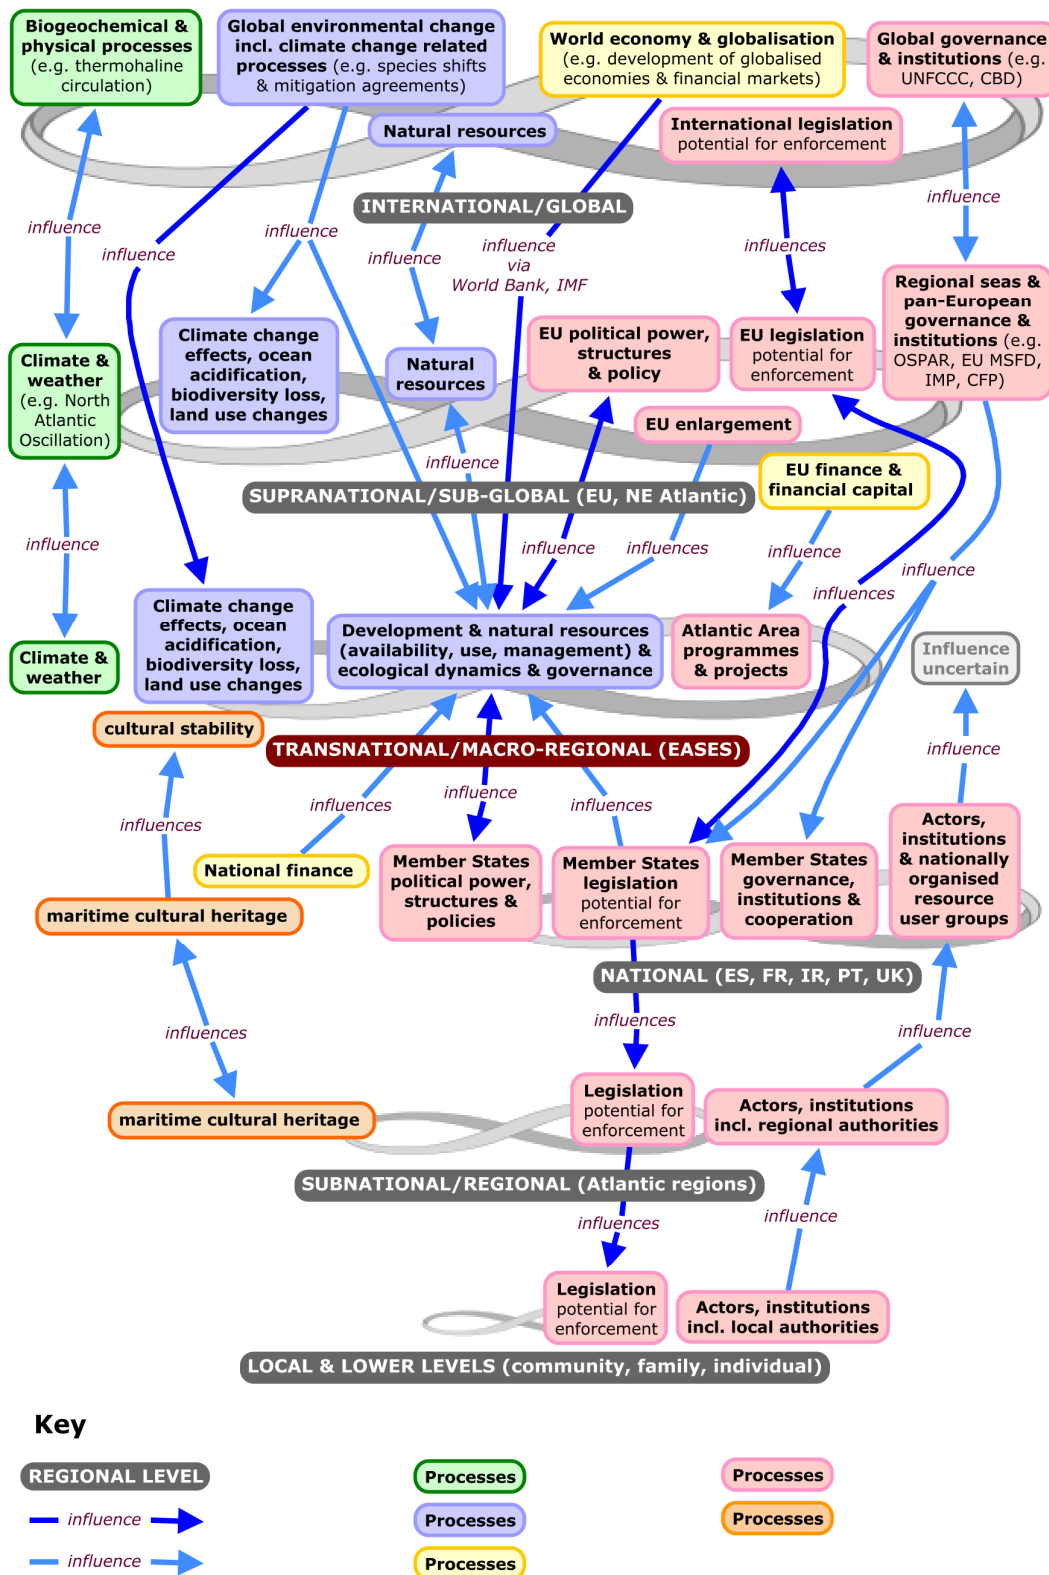 Biogeochemical &
physical processes
(e.g. thermohaline
circulation)
Global environmental change
incl. climate change related
processes (e.g. species shifts
& mitigation agreements)
World economy & globalisation
(e.g. development of globalised
economies & financial markets)
Global governance
& institutions (e.g.
UNFCCC, CBD)
Natural resources
International legislation
potential for enforcement
INTERNATIONAL/GLOBAL
influence
influence
influence
influence
influence
via
World Bank, IMF
influences
influence
Climate &
weather
(e.g. North
Atlantic
Oscillation)
Climate change
effects, ocean
acidification,
biodiversity loss,
land use changes
Natural
resources
EU political power,
structures
& policy
EU legislation
potential for
enforcement
Regional seas &
pan-European
governance &
institutions (e.g.
OSPAR, EU MSFD,
IMP, CFP)
EU enlargement
EU finance &
financial capital
influence
SUPRANATIONAL/SUB-GLOBAL (EU, NE Atlantic)
influence
influence
influences
influence
influence
influences
Climate &
weather
Climate change
effects, ocean
acidification,
biodiversity loss,
land use changes
Development & natural resources
(availability, use, management) &
ecological dynamics & governance
Atlantic Area
programmes
& projects
Influence
uncertain
cultural stability
TRANSNATIONAL/MACRO-REGIONAL (EASES)
influence
influences
influences
influence
influences
National finance
Member States
political power,
structures &
policies
Member States
legislation
potential for
enforcement
Member States
governance,
institutions &
cooperation
Actors,
institutions
& nationally
organised
resource
user groups
maritime cultural heritage
NATIONAL (ES, FR, IR, PT, UK)
influences
influences
influence
maritime cultural heritage
Legislation
potential for
enforcement
Actors, institutions
incl. regional authorities
SUBNATIONAL/REGIONAL (Atlantic regions)
influences
influence
Legislation
potential for
enforcement
Actors, institutions
incl. local authorities
LOCAL & LOWER LEVELS (community, family, individual)
Key
REGIONAL LEVEL
influence
influence
Processes
Processes
Processes
Processes
Processes